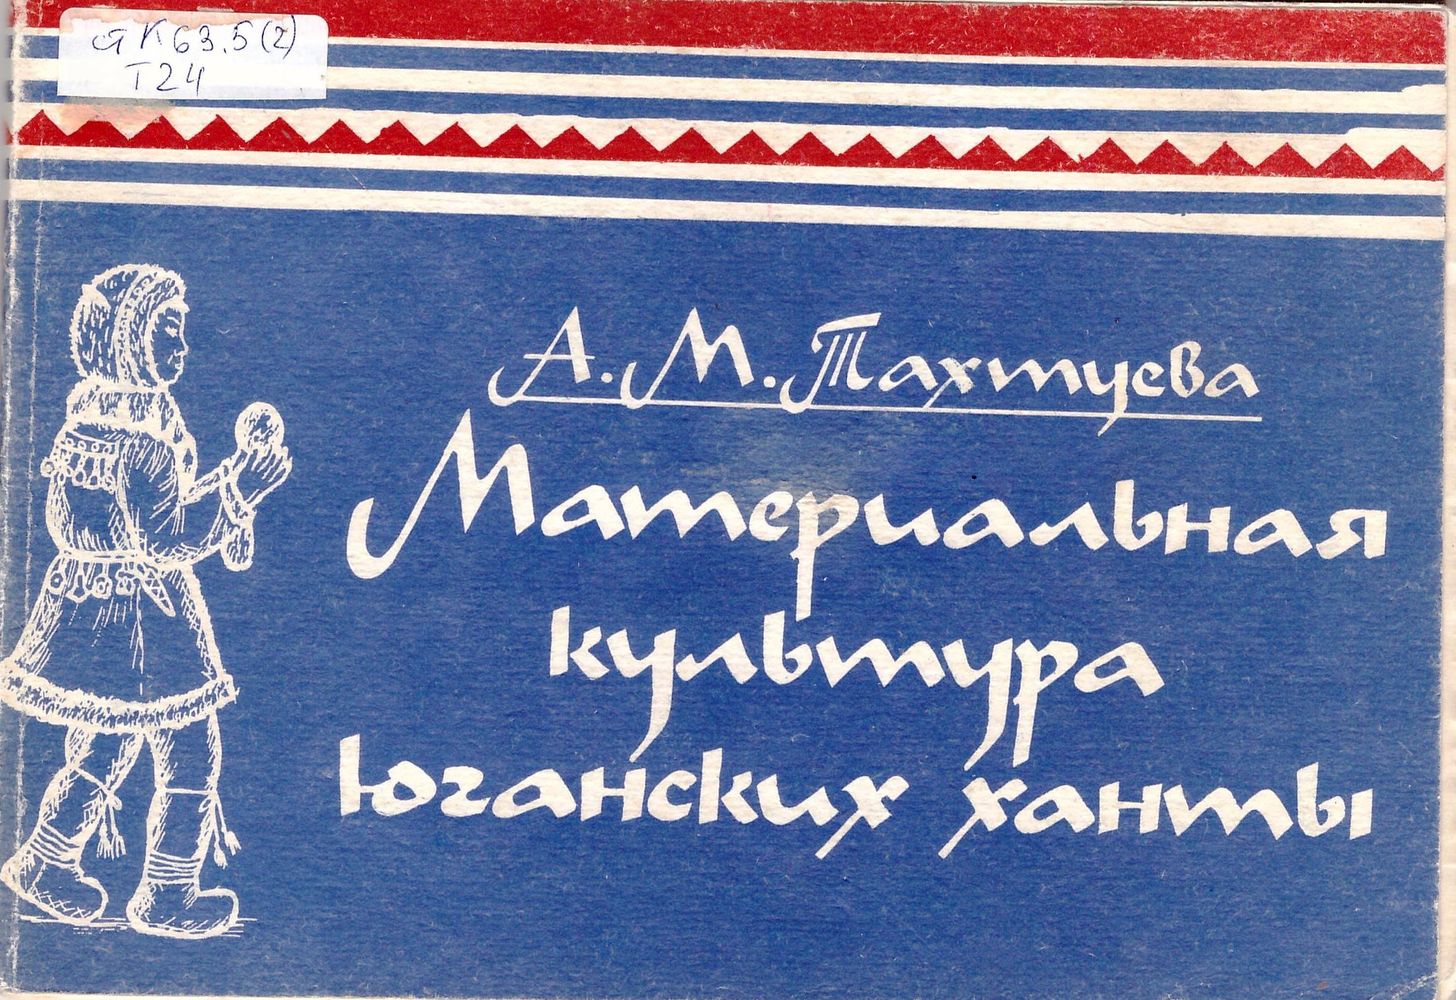 я К63.5(2)
Т24
А.М.Тахтуева
Материальная
культура
юганских ханты